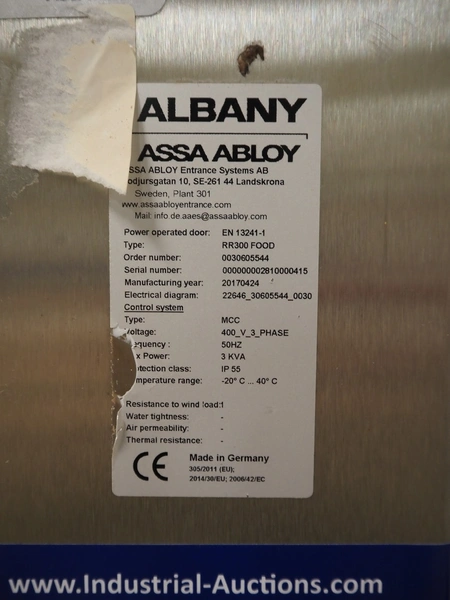 ALBANY
ASSA ABLOY
SSA ABLOY Entrance Systems AB
odjursgatan 10, SE-261 44 Landskrona
Sweden, Plant 301
www.assaabloyentrance.com
Mail: info de.aaes@assaabloy.com
Power operated door: EN 13241-1
Type: RR300 FOOD
Order number: 0030605544
Serial number: 00000002810000415
Manufacturing year: 20170424
Electrical diagram: 22646_30605544_0030
Control system
Type: MCC
oltage: 400_V_3_PHASE
equency : 50HZ
x Power: 3 KVA
tection class: IP 55
mperature range: -20° C ... 40° C
Resistance to wind load:1
Water tightness: -
Air permeability: -
Thermal resistance: -
CE
Made in Germany
305/2011 (EU);
2014/30/EU; 2006/42/EC
www.Industrial-Auctions.com